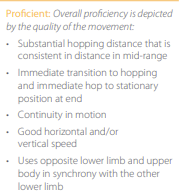 Proficient: Overall proficiency is depicted
by the quality of the movement:
• Substantial hopping distance that is
consistent in distance in mid-range
• Immediate transition to hopping
and immediate hop to stationary
position at end
• Continuity in motion
• Good horizontal and/or
vertical speed
• Uses opposite lower limb and upper
body in synchrony with the other
lower limb